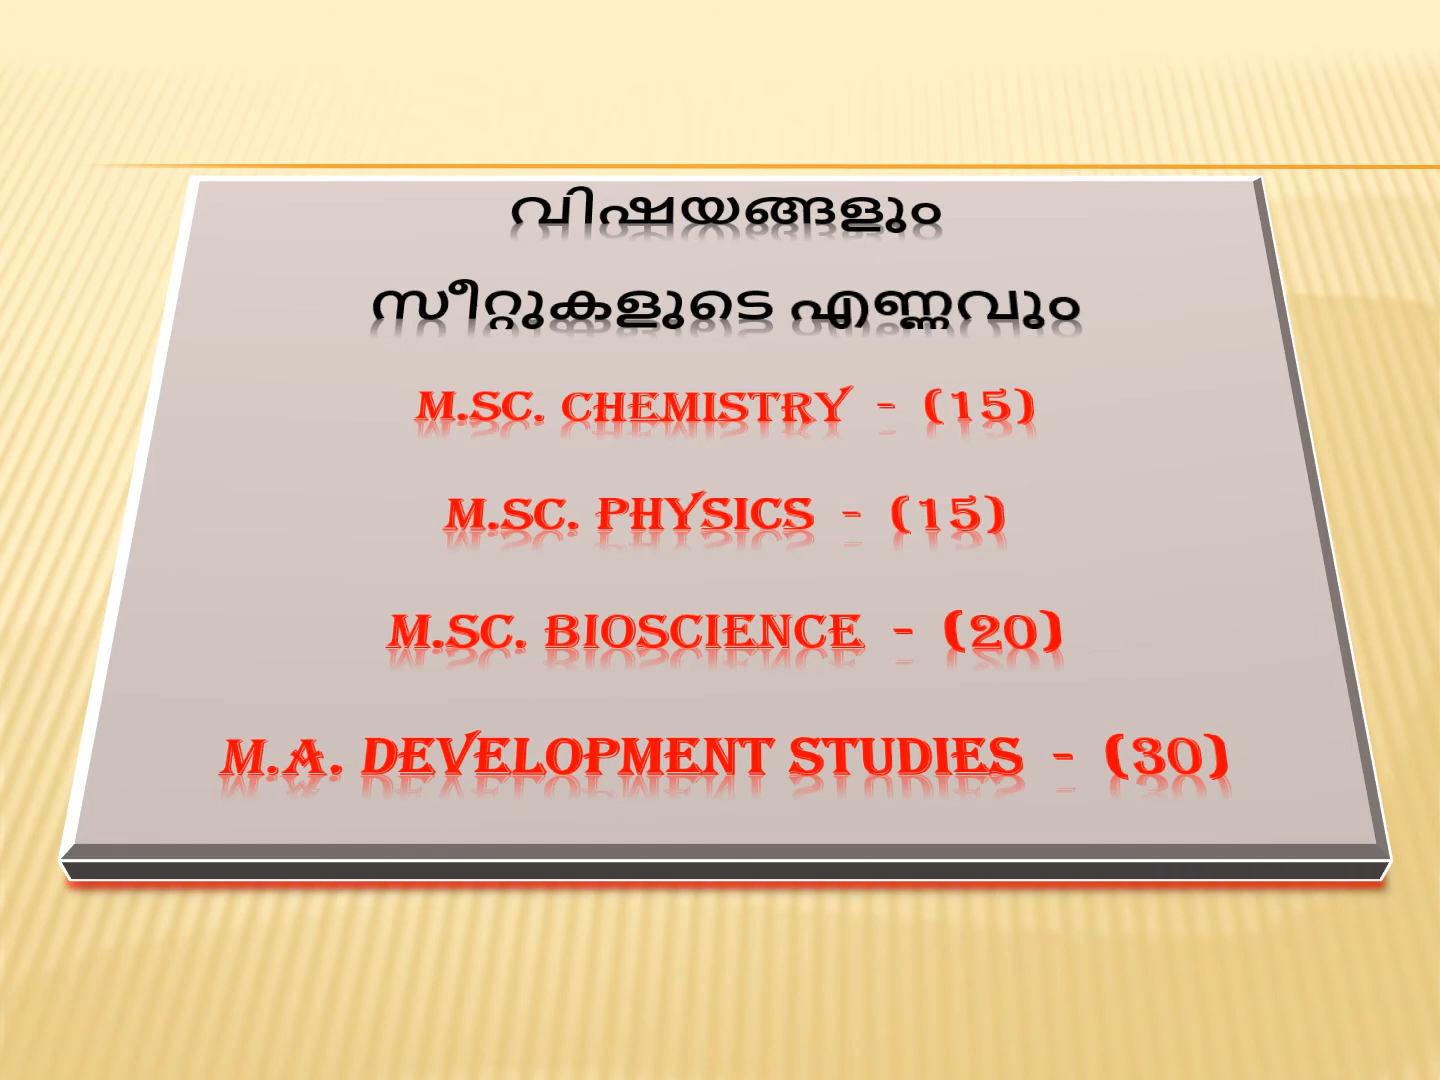 വിഷയങ്ങളും
സീറ്റുകളുടെ എണ്ണവും
M.SC. CHEMISTRY - (15)
M.SC. PHYSICS - (15)
M.SC. BIOSCIENCE - (20)
M.A. DEVELOPMENT STUDIES - (30)